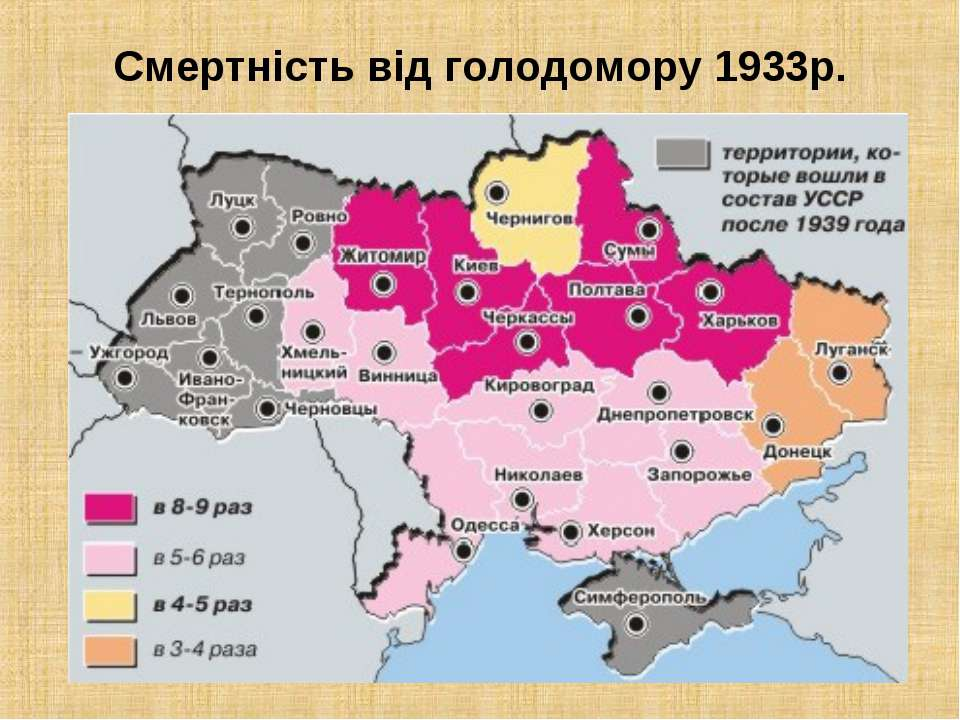 Смертність від голодомору 1933р.
территории, ко-
торые вошли в
состав УССР
после 1939 года
Луцк
Ровно
Чернигов
Житомир
Киев
Сумы
Тернополь
Полтава
Львов
Черкассы
Харьков
Ужгород
Хмель-
ницкий
Винница
Луганск
Ивано-
Фран-
ковск
Кировоград
Черновцы
Днепропетровск
Донецк
Николаев
Запорожье
в 8-9 раз
Одесса
Херсон
в 5-6 раз
в 4-5 раз
Симферополь
в 3-4 раза